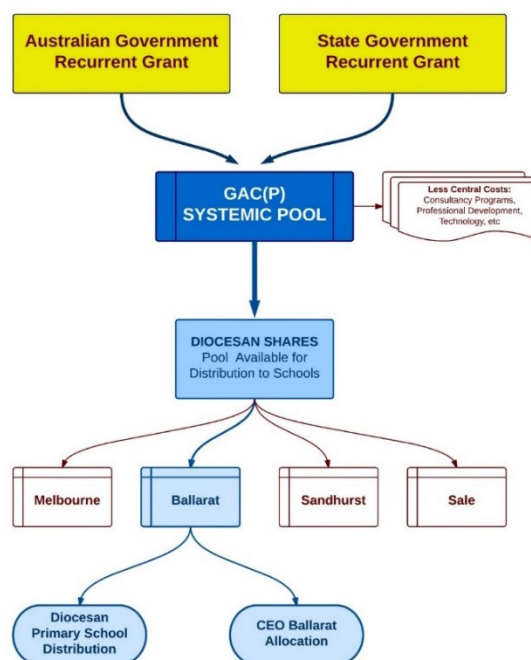 Australian Government
Recurrent Grant
State Government
Recurrent Grant
GAC(P)
SYSTEMIC POOL
Less Central Costs:
Consultancy Programs,
Professional Development,
Technology, etc
DIOCESAN SHARES
Pool Available for
Distribution to Schools
Melbourne
Ballarat
Sandhurst
Sale
Diocesan
Primary School
Distribution
CEO Ballarat
Allocation